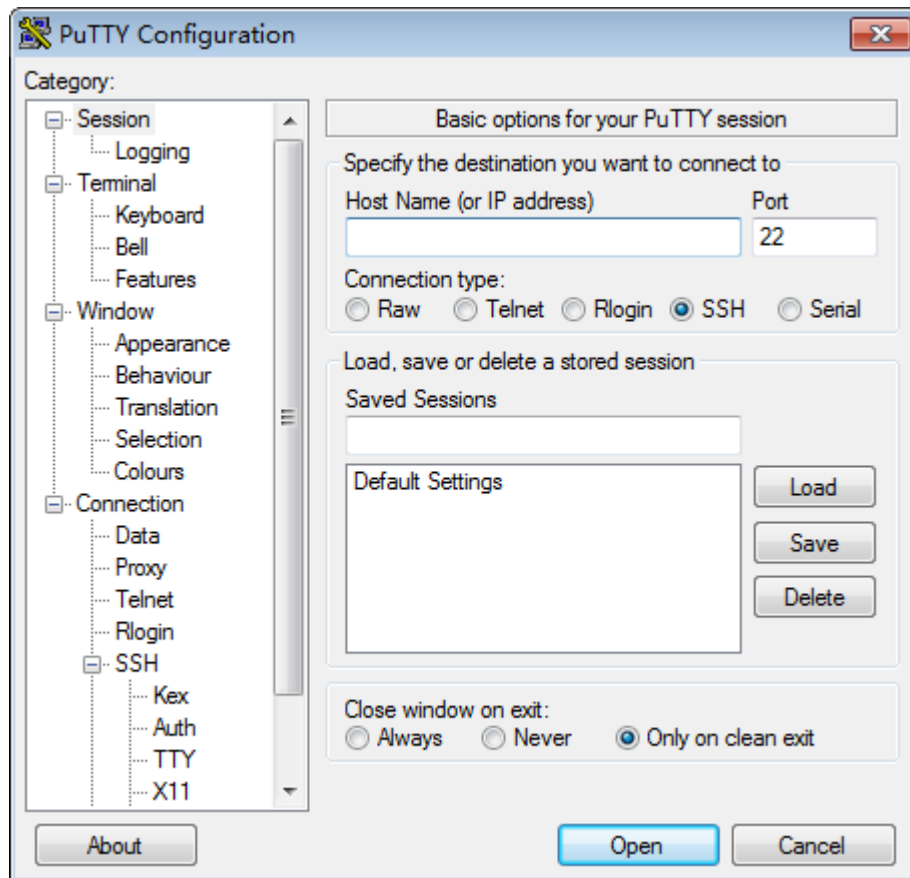 PuTTY Configuration
Category:
Session
Logging
Terminal
Keyboard
Bell
Features
Window
Appearance
Behaviour
Translation
Selection
Colours
Connection
Data
Proxy
Telnet
Rlogin
SSH
Kex
Auth
TTY
X11
Basic options for your PuTTY session
Specify the destination you want to connect to
Host Name (or IP address) Port
22
Connection type:
Raw Telnet Rlogin SSH Serial
Load, save or delete a stored session
Saved Sessions
Default Settings
Load
Save
Delete
Close window on exit:
Always Never Only on clean exit
About Open Cancel